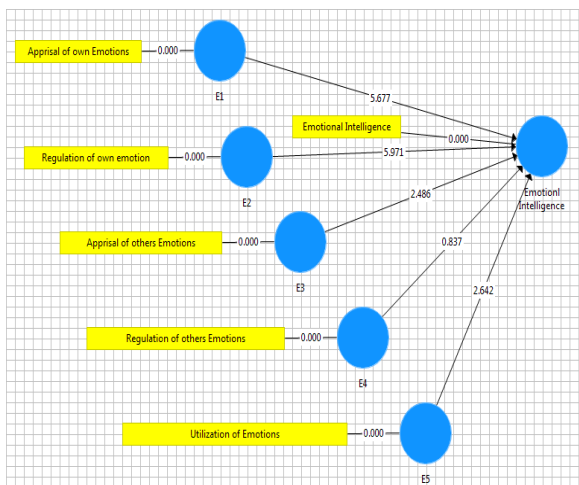 Apprisal of own Emotions
0.000
E1
5.677
Emotional Intelligence
0.000
Regulation of own emotion
0.000
E2
5.971
Emotionl
Intelligence
2.486
Apprisal of others Emotions
0.000
E3
0.837
Regulation of others Emotions
0.000
E4
2.642
Utilization of Emotions
0.000
E5